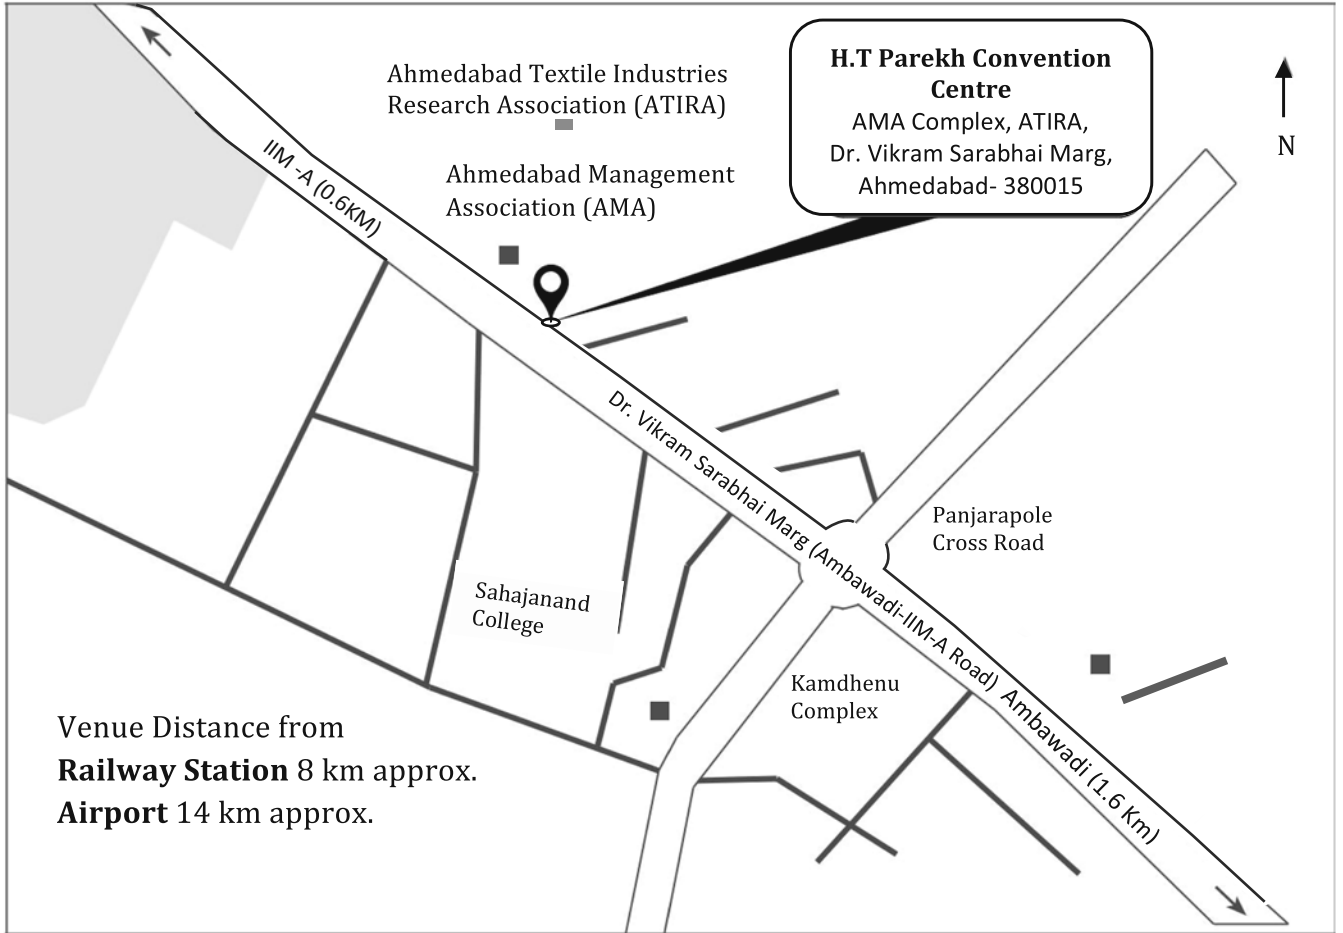 Ahmedabad Textile Industries
Research Association (ATIRA)
H.T Parekh Convention
Centre
AMA Complex, ATIRA,
Dr. Vikram Sarabhai Marg,
Ahmedabad- 380015
N
IIM -A (0.6KM)
Ahmedabad Management
Association (AMA)
Dr. Vikram Sarabhai Marg (Ambawadi-IIM-A Road) Ambawadi (1.6 Km)
Panjarapole
Cross Road
Sahajanand
College
Kamdhenu
Complex
Venue Distance from
Railway Station 8 km approx.
Airport 14 km approx.